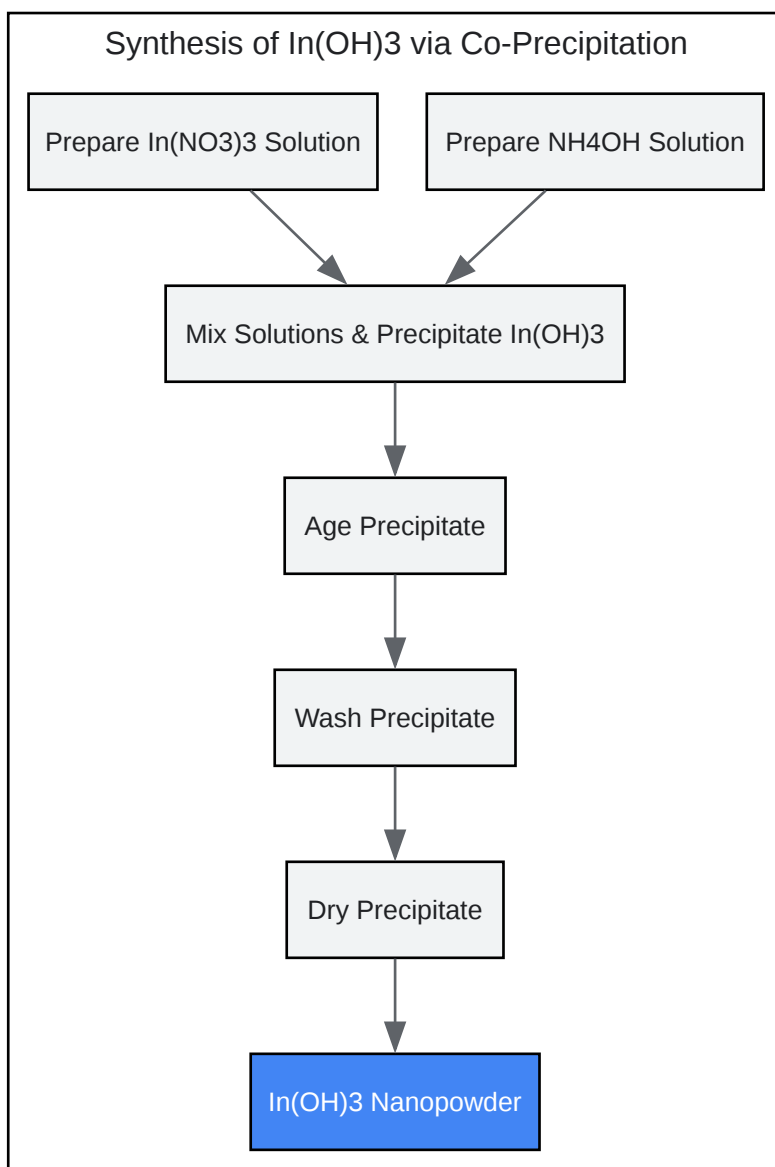 Synthesis of In(OH)3 via Co-Precipitation
Prepare In(NO3)3 Solution
Prepare NH4OH Solution
Mix Solutions & Precipitate In(OH)3
Age Precipitate
Wash Precipitate
Dry Precipitate
In(OH)3 Nanopowder